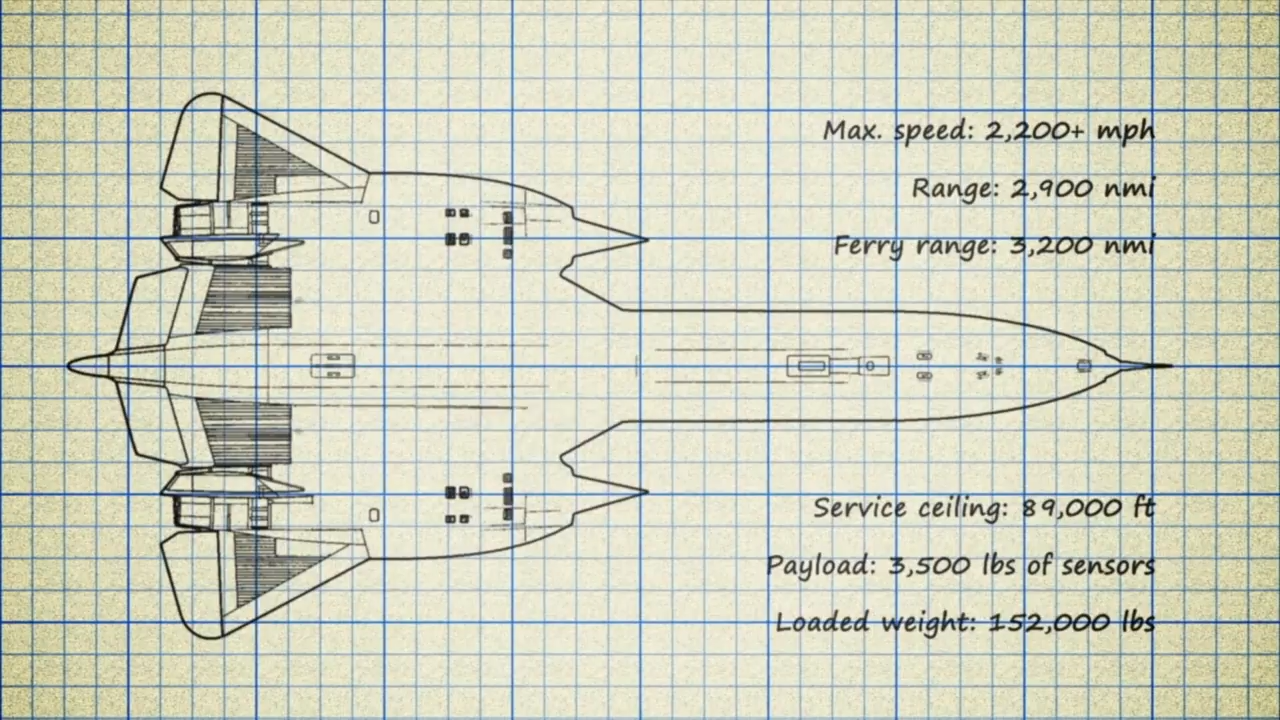 Max. speed: 2,200+ mph
Range: 2,900 nmi
Ferry range: 3,200 nmi
Service ceiling: 89,000 ft
Payload: 3,500 lbs of sensors
Loaded weight: 152,000 lbs